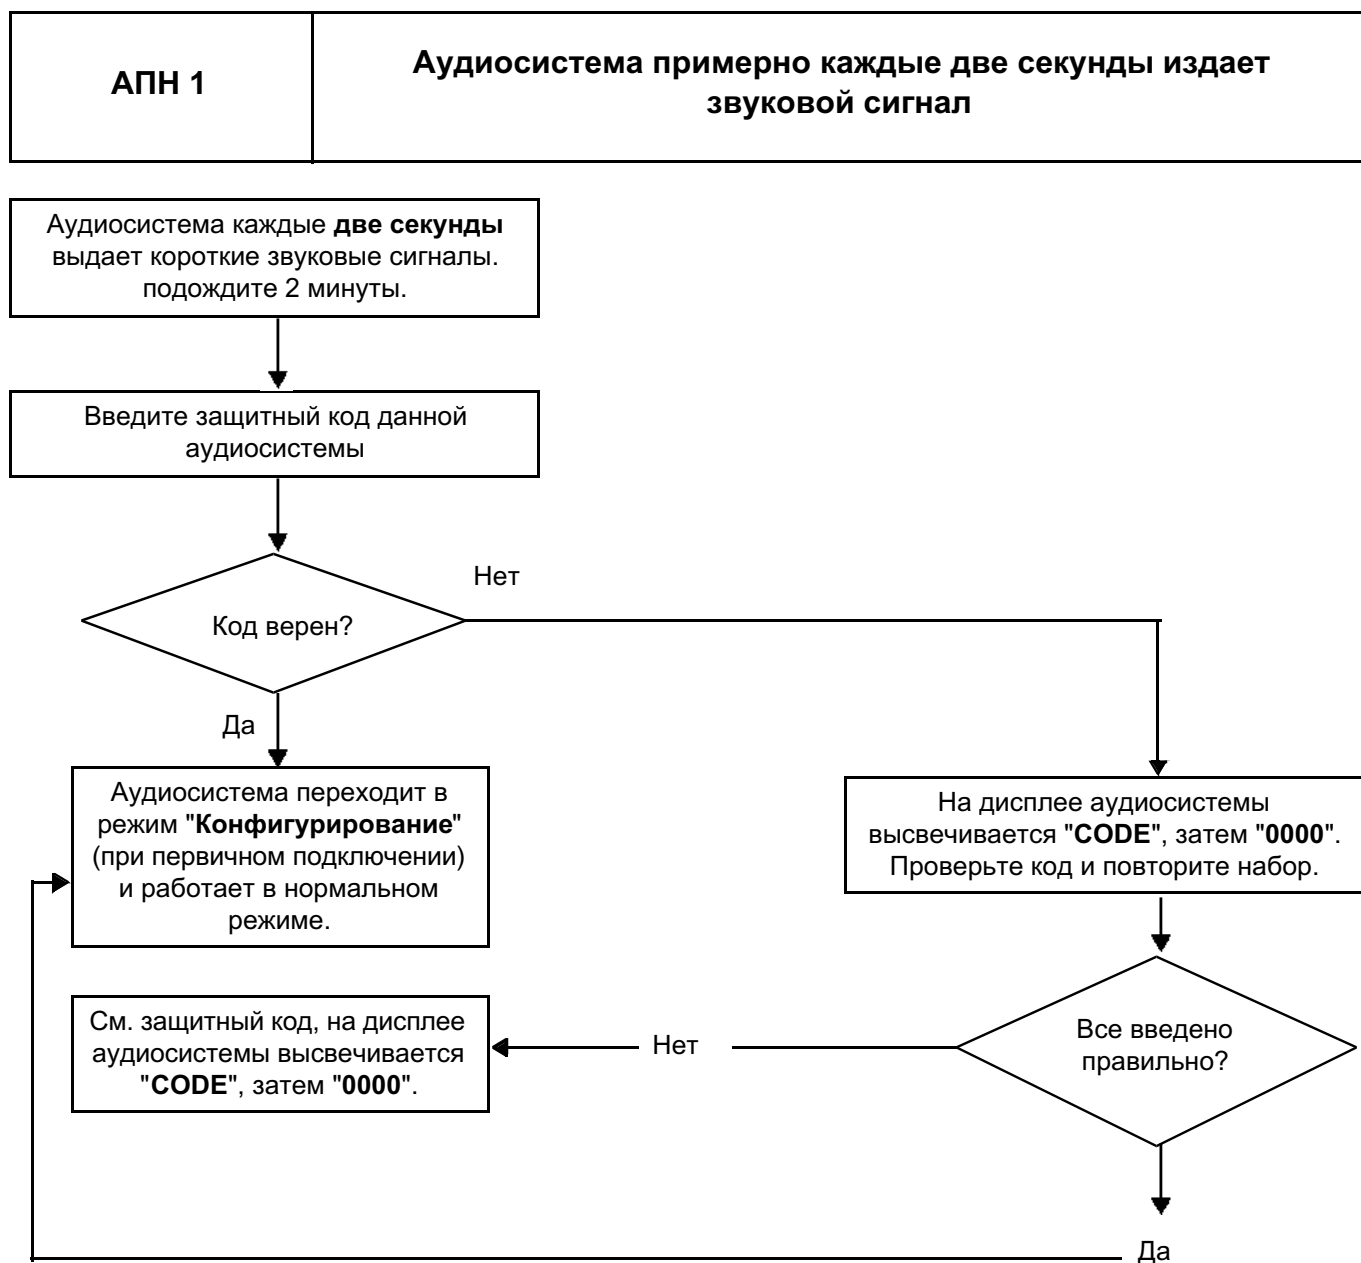 АПН 1
Аудиосистема примерно каждые две секунды издает
звуковой сигнал
Аудиосистема каждые две секунды
выдает короткие звуковые сигналы.
подождите 2 минуты.
Введите защитный код данной
аудиосистемы
Код верен?
Нет
Да
Аудиосистема переходит в
режим "Конфигурирование"
(при первичном подключении)
и работает в нормальном
режиме.
На дисплее аудиосистемы
высвечивается "CODE", затем "0000".
Проверьте код и повторите набор.
Все введено
правильно?
Нет
См. защитный код, на дисплее
аудиосистемы высвечивается
"CODE", затем "0000".
Да